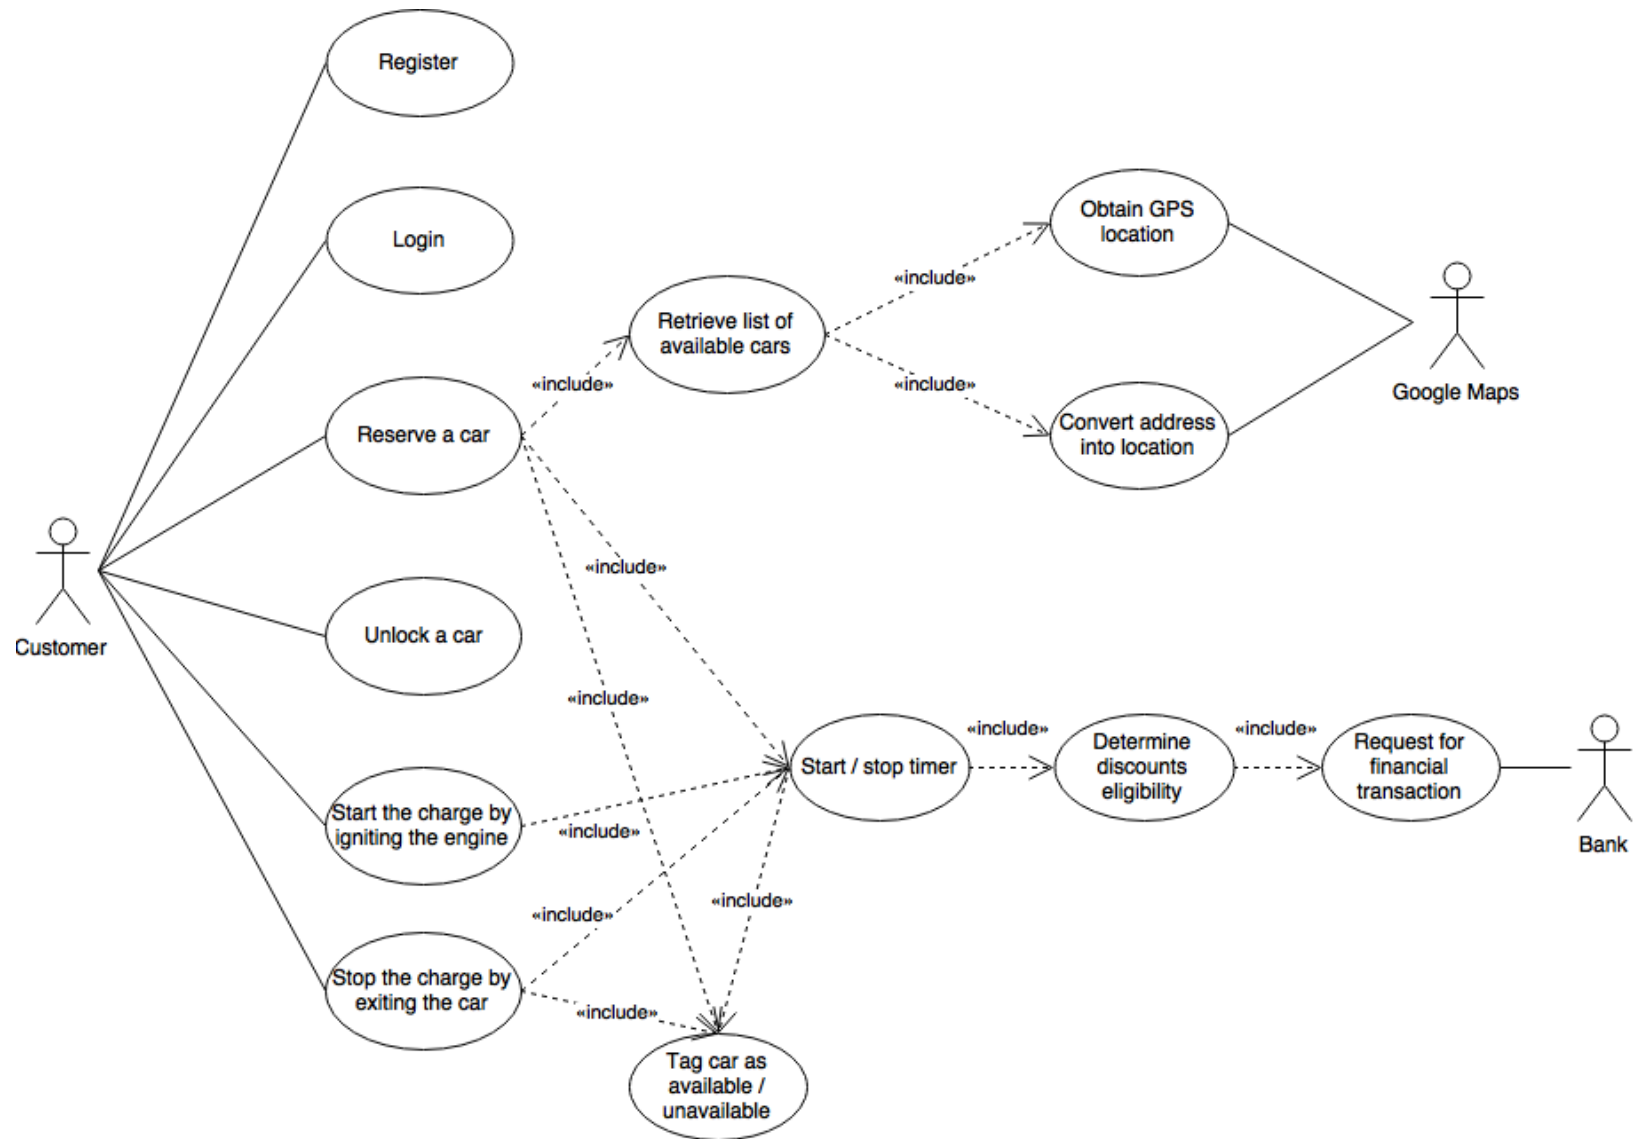 Register
Login
Obtain GPS
location
«include»
Retrieve list of
available cars
«include»
«include»
Google Maps
Reserve a car
Convert address
into location
«include»
Unlock a car
Customer
«include»
«include»
Start / stop timer
Determine
discounts
eligibility
«include»
Request for
financial
transaction
Bank
Start the charge by
igniting the engine
«include»
«include»
«include»
Stop the charge by
exiting the car
«include»
Tag car as
available /
unavailable